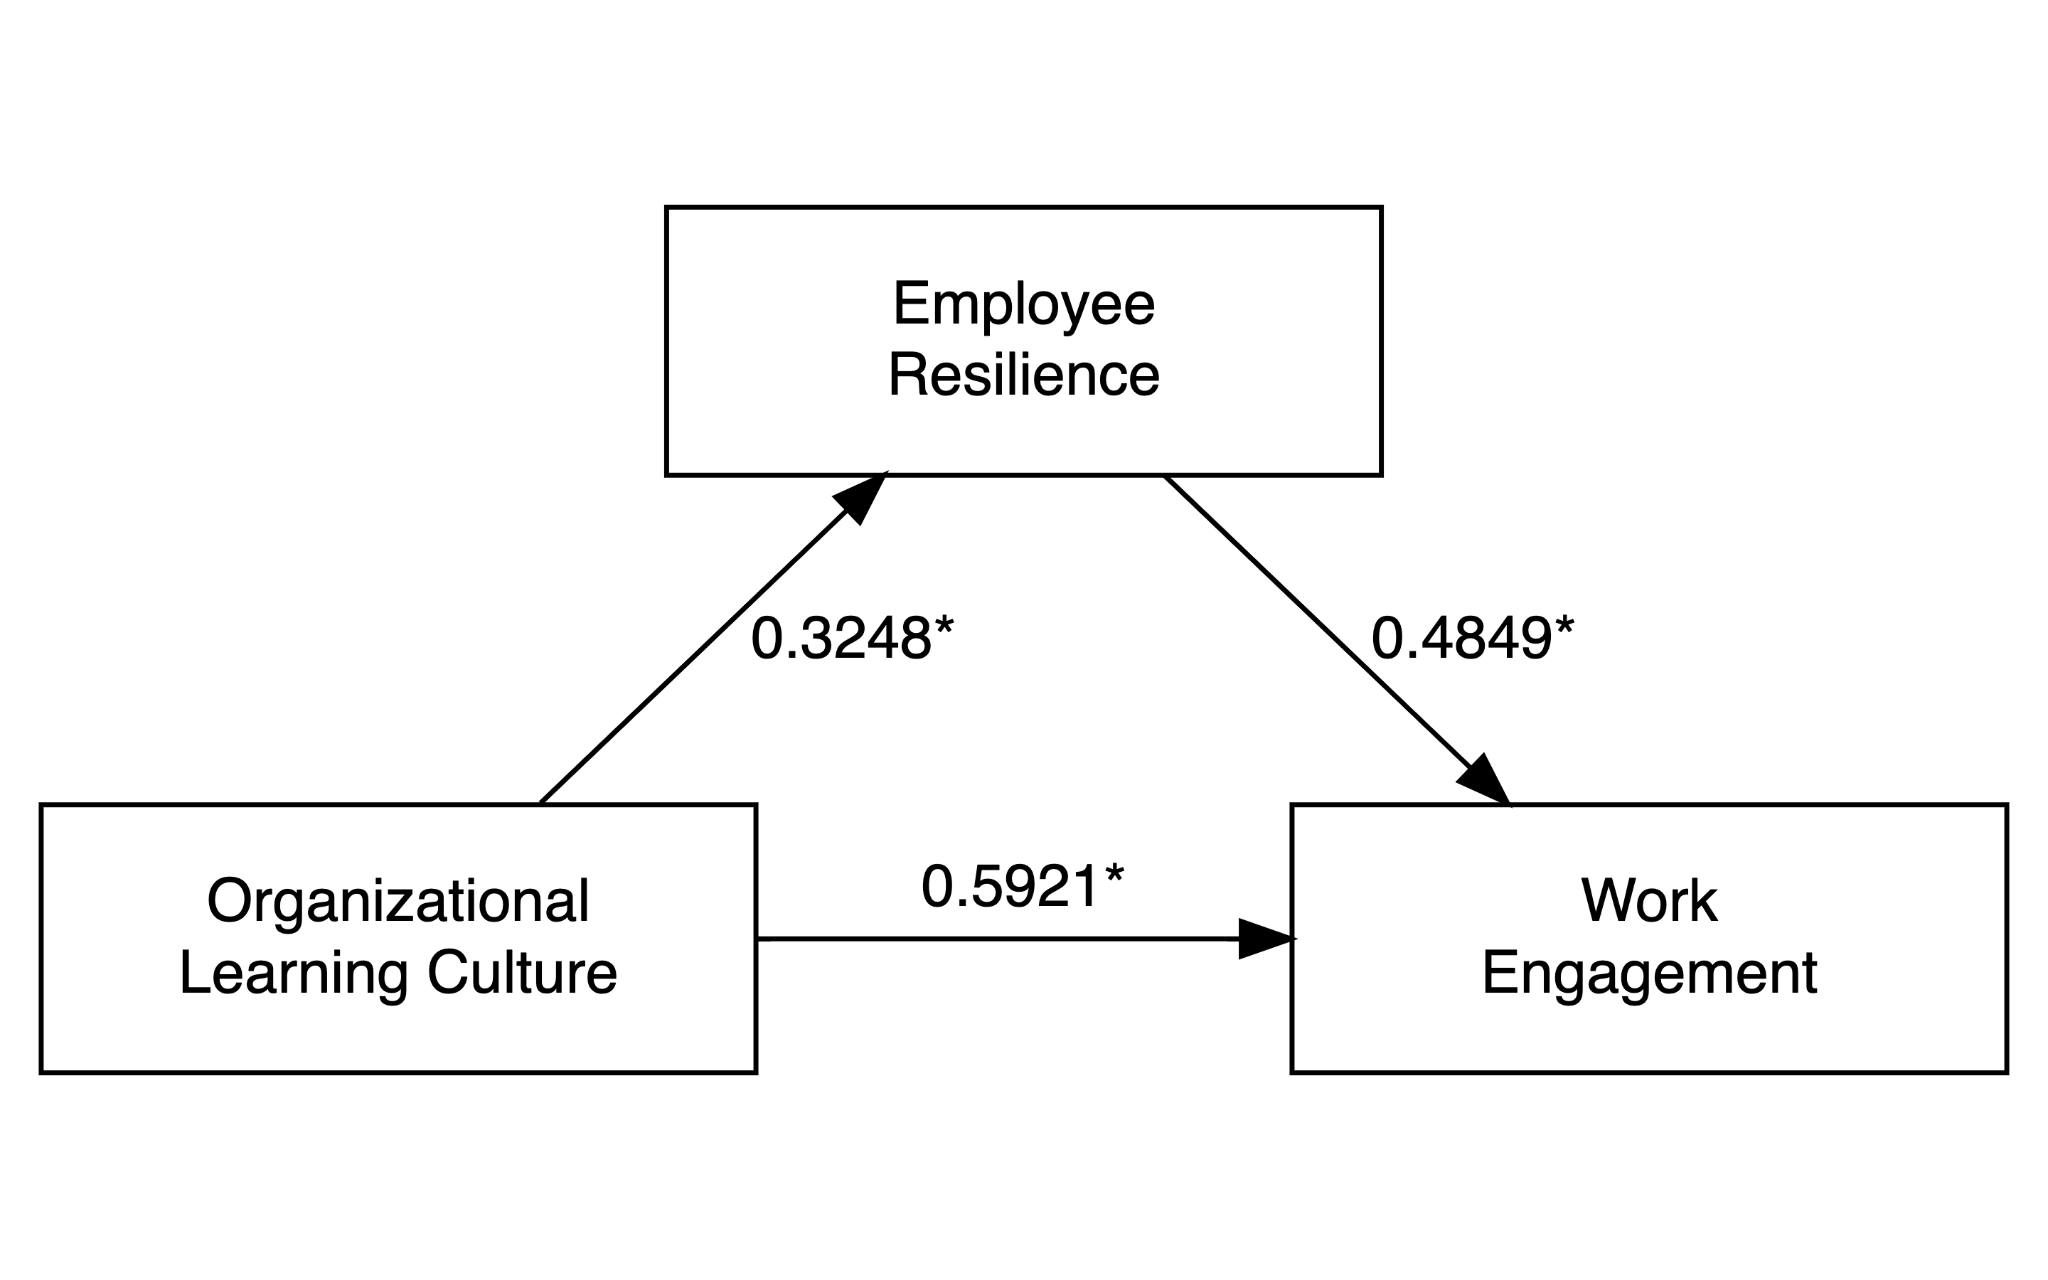 Employee
Resilience
0.3248*
0.4849*
0.5921*
Organizational
Learning Culture
Work
Engagement